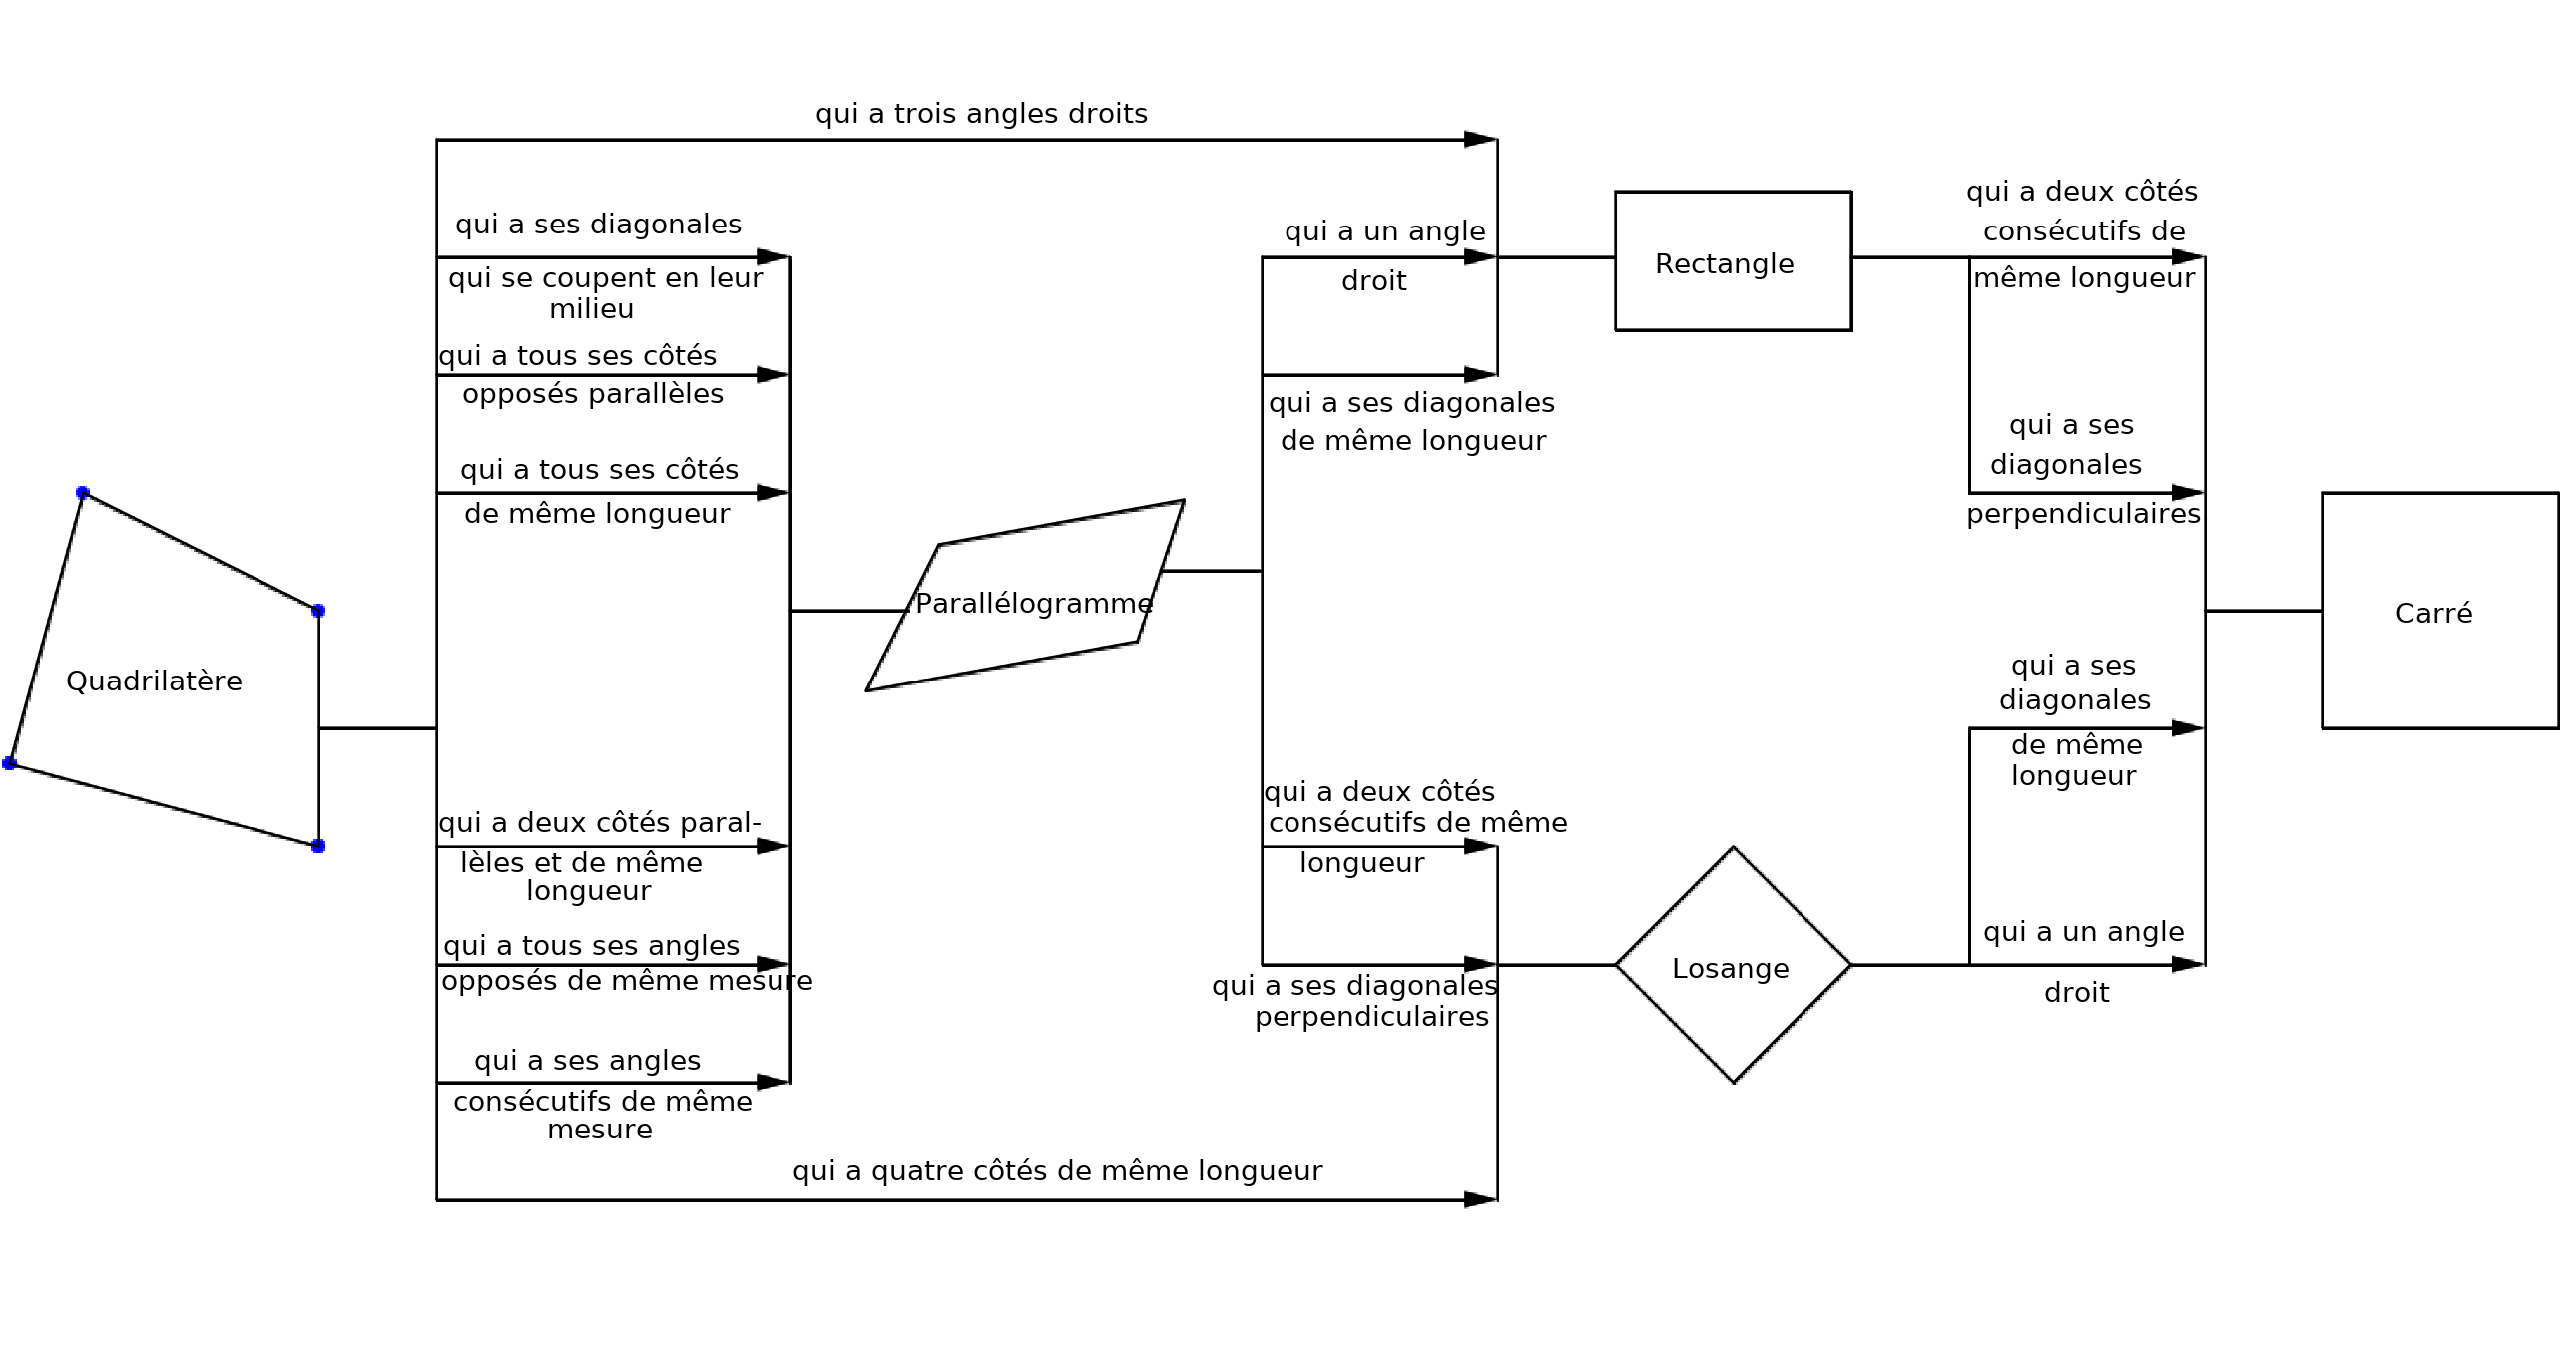 qui a trois angles droits
qui a ses diagonales
qui se coupent en leur
milieu
qui a tous ses côtés
opposés parallèles
qui a tous ses côtés
de même longueur
Quadrilatère
qui a deux côtés paral-
lèles et de même
longueur
qui a tous ses angles
opposés de même mesure
qui a ses angles
consécutifs de même
mesure
qui a quatre côtés de même longueur
Parallélogramme
qui a un angle
droit
qui a ses diagonales
de même longueur
qui a deux côtés
consécutifs de même
longueur
qui a ses diagonales
perpendiculaires
Rectangle
Losange
qui a deux côtés
consécutifs de
même longueur
qui a ses
diagonales
perpendiculaires
qui a ses
diagonales
de même
longueur
qui a un angle
droit
Carré